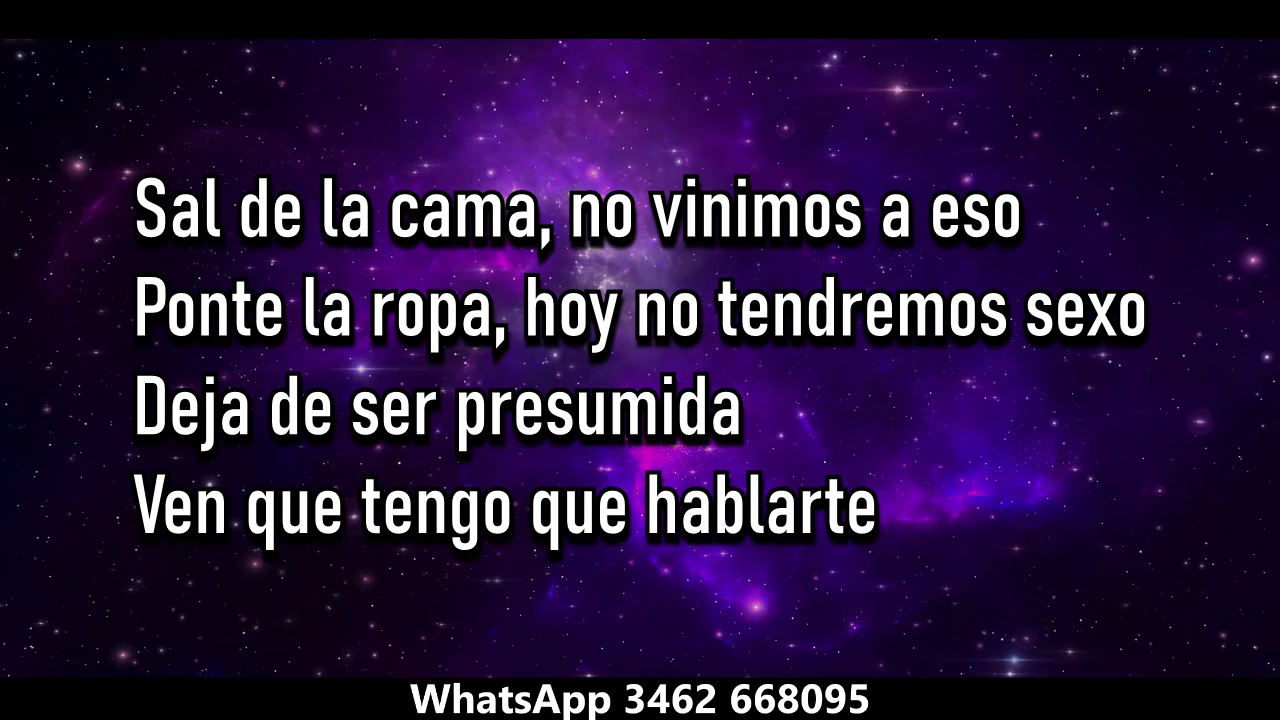 Sal de la cama, no vinimos a eso
Ponte la ropa, hoy no tendremos sexo
Deja de ser presumida
Ven que tengo que hablarte
WhatsApp 3462 668095